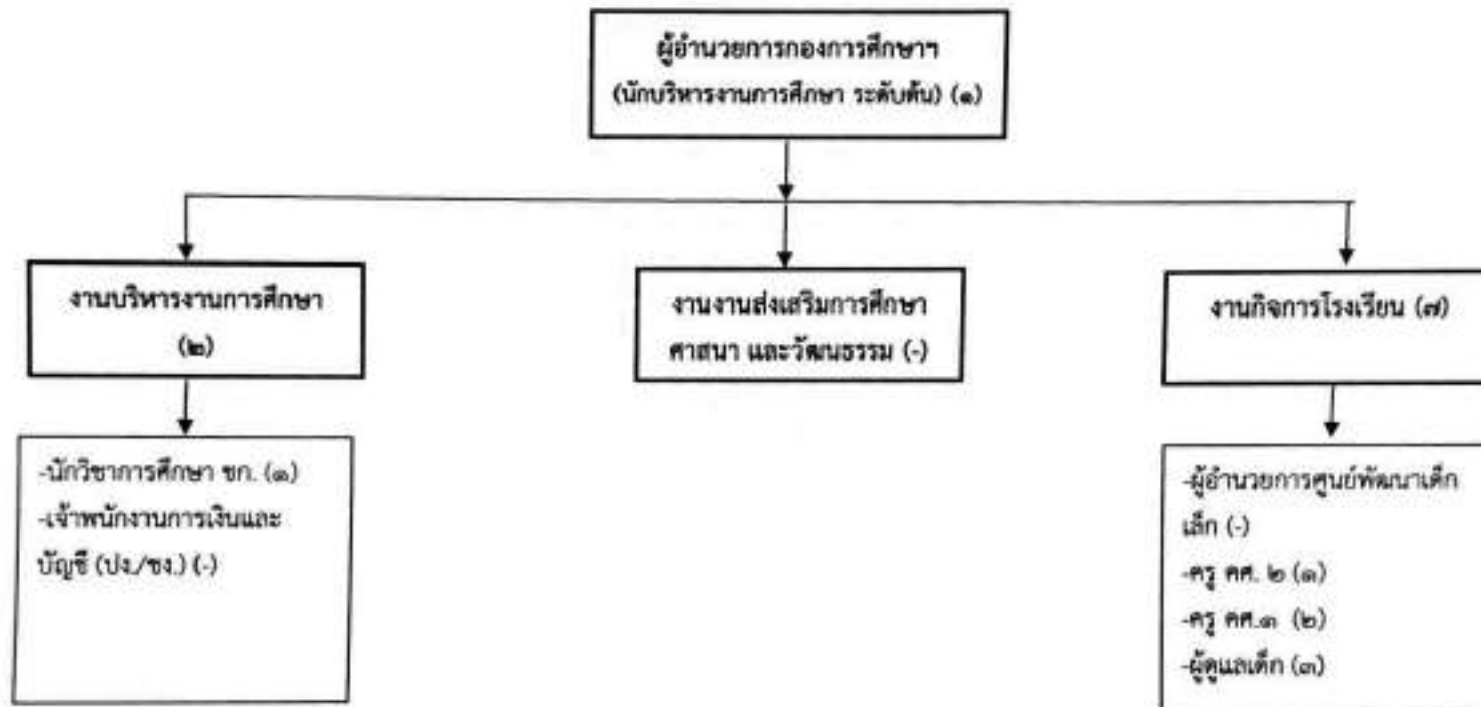 ผู้อำนวยการกองการศึกษาฯ
(นักบริหารงานการศึกษา ระดับต้น) (๑)
งานบริหารงานการศึกษา
(๒)
งานงานส่งเสริมการศึกษา
ศาสนา และวัฒนธรรม (-)
งานกิจการโรงเรียน (๗)
-นักวิชาการศึกษา ชก. (๑)
-เจ้าพนักงานการเงินและ
บัญชี (ปง./ชง.) (-)
-ผู้อำนวยการศูนย์พัฒนาเด็ก
เล็ก (-)
-ครู คศ. ๒ (๑)
-ครู คศ.๑ (๒)
-ผู้ดูแลเด็ก (๓)